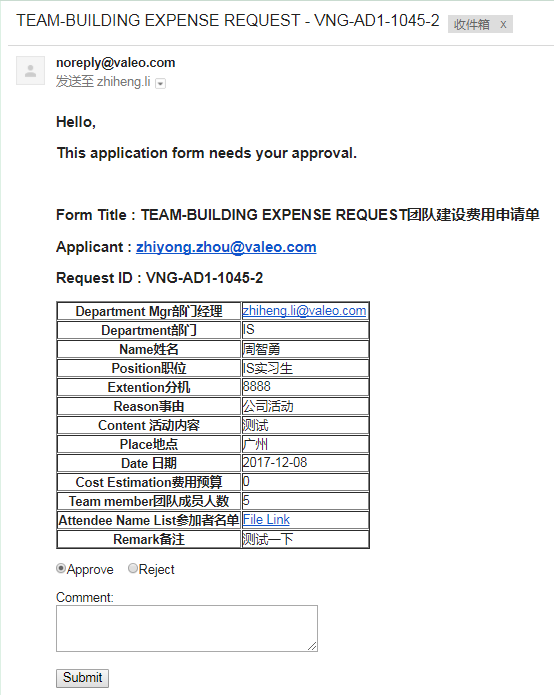 TEAM-BUILDING EXPENSE REQUEST - VNG-AD1-1045-2 收件箱 x
noreply@valeo.com
发送至 zhiheng.li
Hello,
This application form needs your approval.
Form Title : TEAM-BUILDING EXPENSE REQUEST团队建设费用申请单
Applicant : zhiyong.zhou@valeo.com
Request ID : VNG-AD1-1045-2
Department Mgr部门经理 zhiheng.li@valeo.com
Department部门 IS
Name姓名 周智勇
Position职位 IS实习生
Extention分机 8888
Reason事由 公司活动
Content 活动内容 测试
Place地点 广州
Date 日期 2017-12-08
Cost Estimation费用预算 0
Team member团队成员人数 5
Attendee Name List参加者名单 File Link
Remark备注 测试一下
Approve Reject
Comment:
Submit